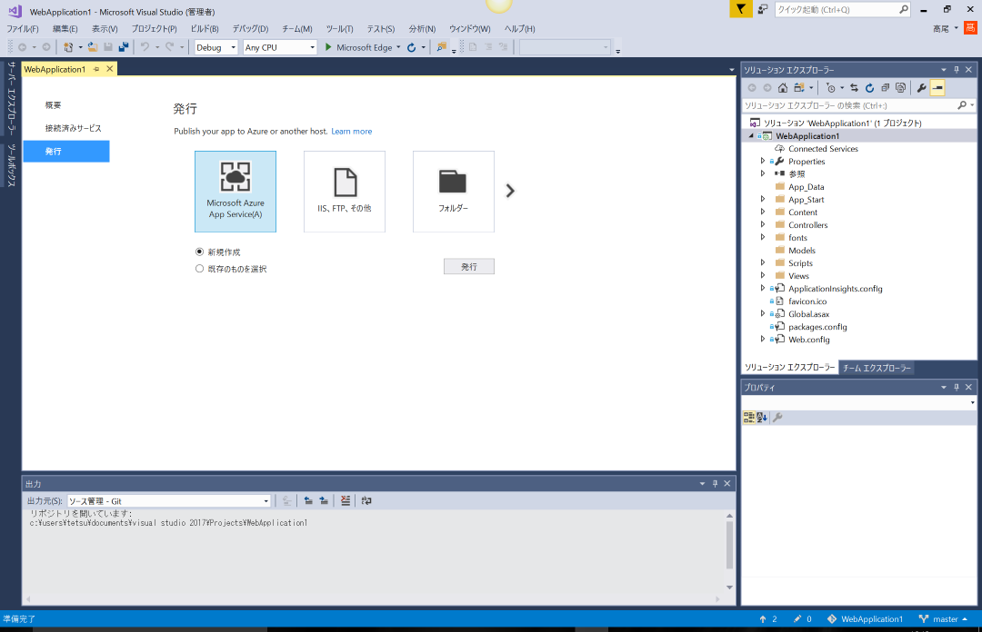 WebApplication1 - Microsoft Visual Studio (管理者)
クイック起動 (Ctrl+Q)
ファイル(F) 編集(E) 表示(V) プロジェクト(P) ビルド(B) デバッグ(D) チーム(M) ツール(T) テスト(S) 分析(N) ウィンドウ(W) ヘルプ(H)
高尾
高
Debug Any CPU Microsoft Edge
サーバー エクスプローラー
ツールボックス
WebApplication1
概要
接続済みサービス
発行
発行
Publish your app to Azure or another host. Learn more
Microsoft Azure
App Service(A)
IIS、FTP、その他
フォルダー
新規作成
既存のものを選択
発行
ソリューション エクスプローラー
ソリューション エクスプローラー の検索 (Ctrl+;)
ソリューション 'WebApplication1' (1 プロジェクト)
WebApplication1
Connected Services
Properties
参照
App_Data
App_Start
Content
Controllers
fonts
Models
Scripts
Views
ApplicationInsights.config
favicon.ico
Global.asax
packages.config
Web.config
ソリューション エクスプローラー チーム エクスプローラー
プロパティ
出力
出力元(S): ソース管理 - Git
リポジトリを開いています:
c:¥users¥tetsu¥documents¥visual studio 2017¥Projects¥WebApplication1
準備完了
2 0 WebApplication1 master